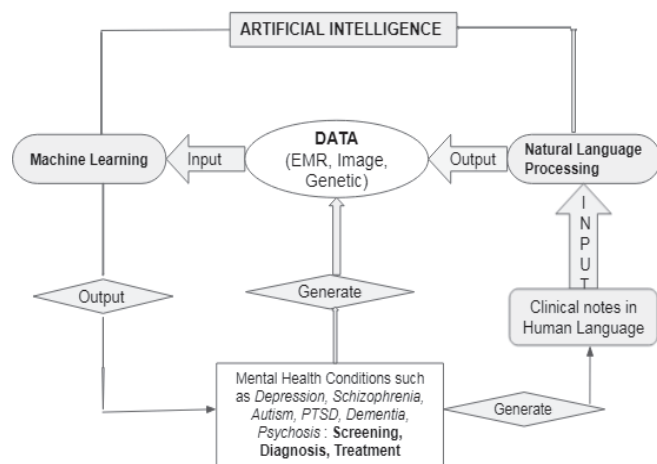 ARTIFICIAL INTELLIGENCE
Machine Learning
Input
DATA
(EMR, Image,
Genetic)
Output
Natural Language
Processing
INPUT
Output
Generate
Clinical notes in
Human Language
Mental Health Conditions such
as Depression, Schizophrenia,
Autism, PTSD, Dementia,
Psychosis : Screening,
Diagnosis, Treatment
Generate